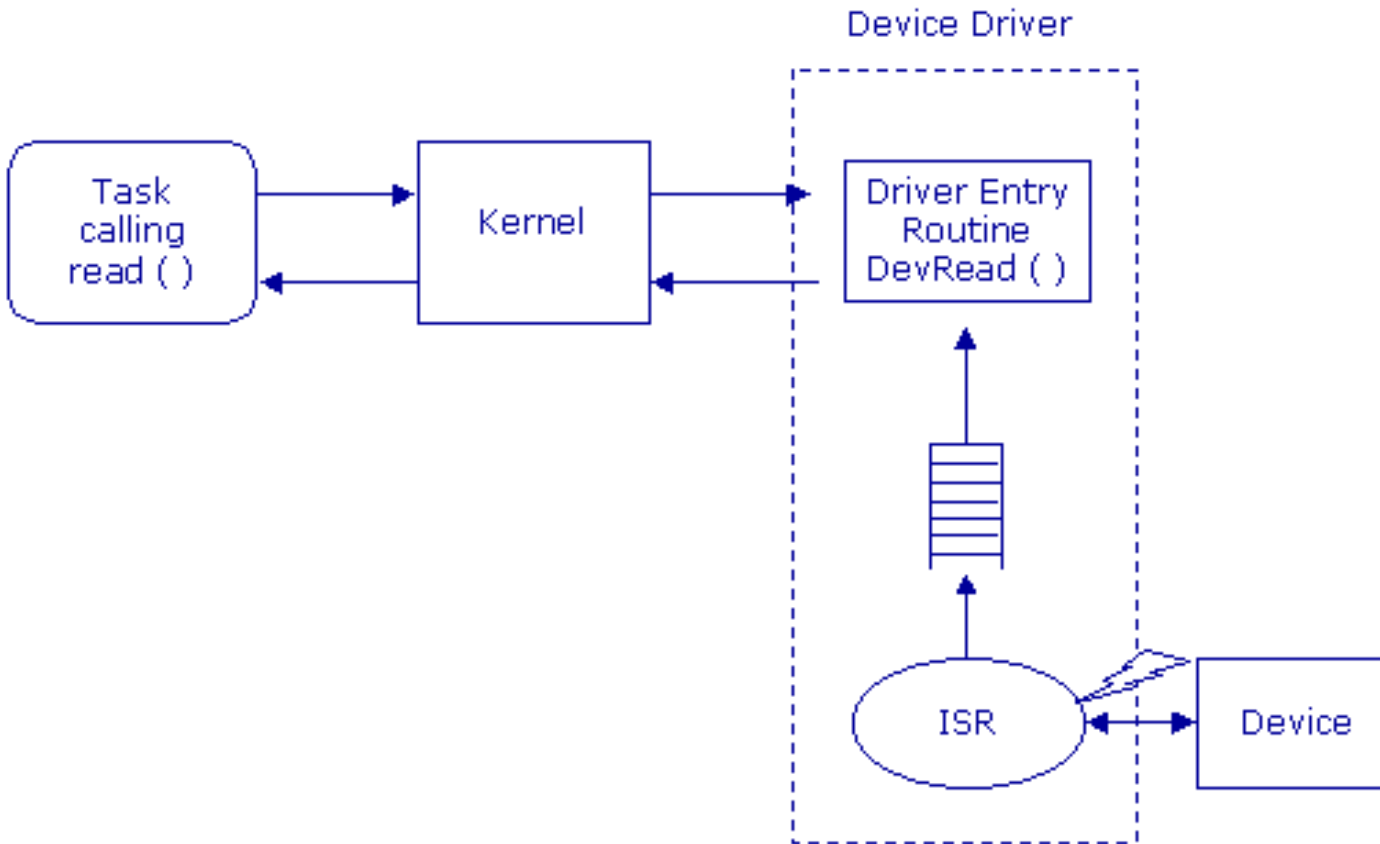 Device Driver
Task
calling
read ( )
Kernel
Driver Entry
Routine
DevRead ( )
ISR
Device